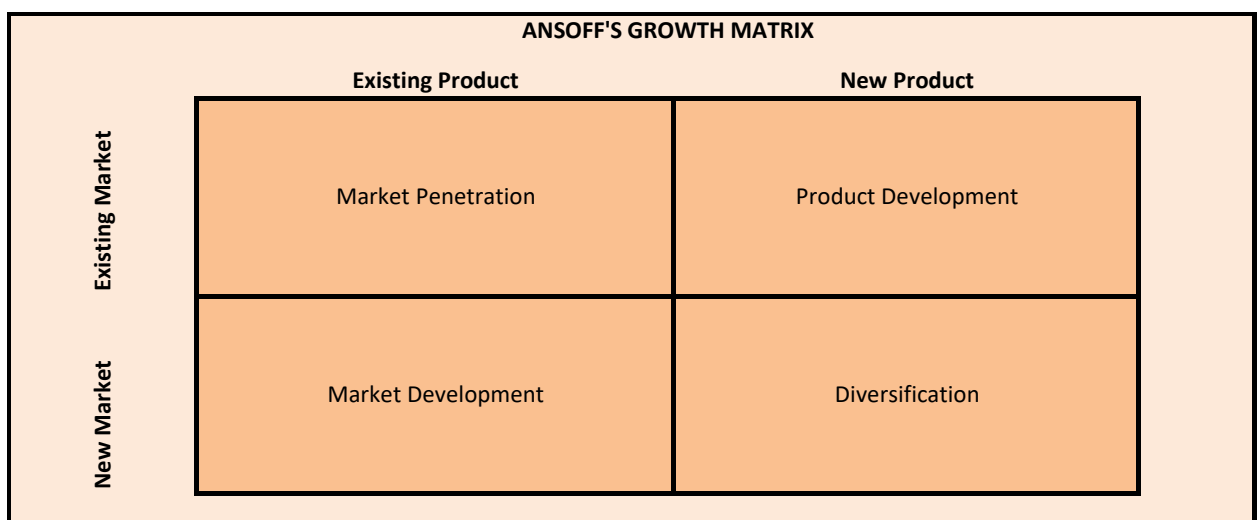 ANSOFF'S GROWTH MATRIX
Existing Product
New Product
Existing Market
Market Penetration
Product Development
New Market
Market Development
Diversification